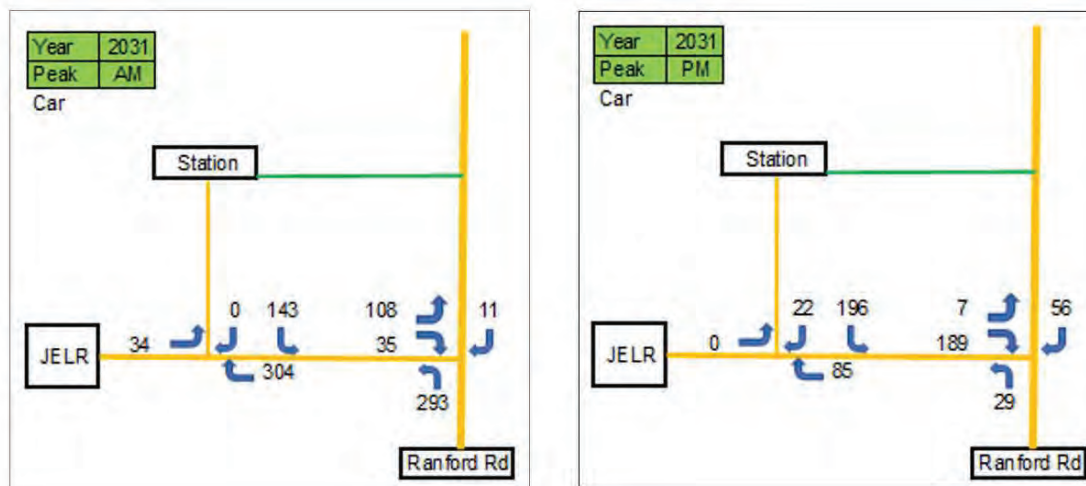 Year 2031
Peak AM
Car
Station
0 143 108 11
34
JELR
35
304
293
Ranford Rd
Year 2031
Peak PM
Car
Station
22 196 7 56
0
JELR
189
85
29
Ranford Rd